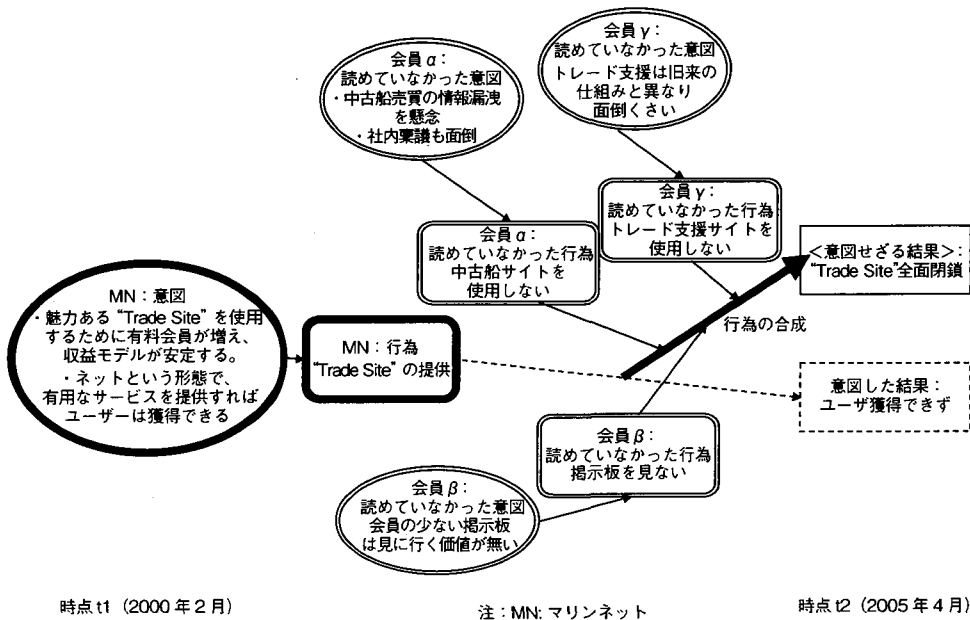 会員α：
読めていなかった意図
・中古船売買の情報漏洩
を懸念
・社内稟議も面倒
会員γ：
読めていなかった意図
トレード支援は旧来の
仕組みと異なり
面倒くさい
会員α：
読めていなかった行為
中古船サイトを
使用しない
会員γ：
読めていなかった行為
トレード支援サイトを
使用しない
＜意図せざる結果＞：
“Trade Site”全面閉鎖
MN：意図
・魅力ある“Trade Site”を使用
するために有料会員が増え、
収益モデルが安定する。
・ネットという形態で、
有用なサービスを提供すれば
ユーザーは獲得できる
MN：行為
“Trade Site”の提供
行為の合成
意図した結果：
ユーザ獲得できず
会員β：
読めていなかった行為
掲示板を見ない
会員β：
読めていなかった意図
会員の少ない掲示板
は見に行く価値が無い
時点t1（2000年2月）
注：MN: マリンネット
時点t2（2005年4月）